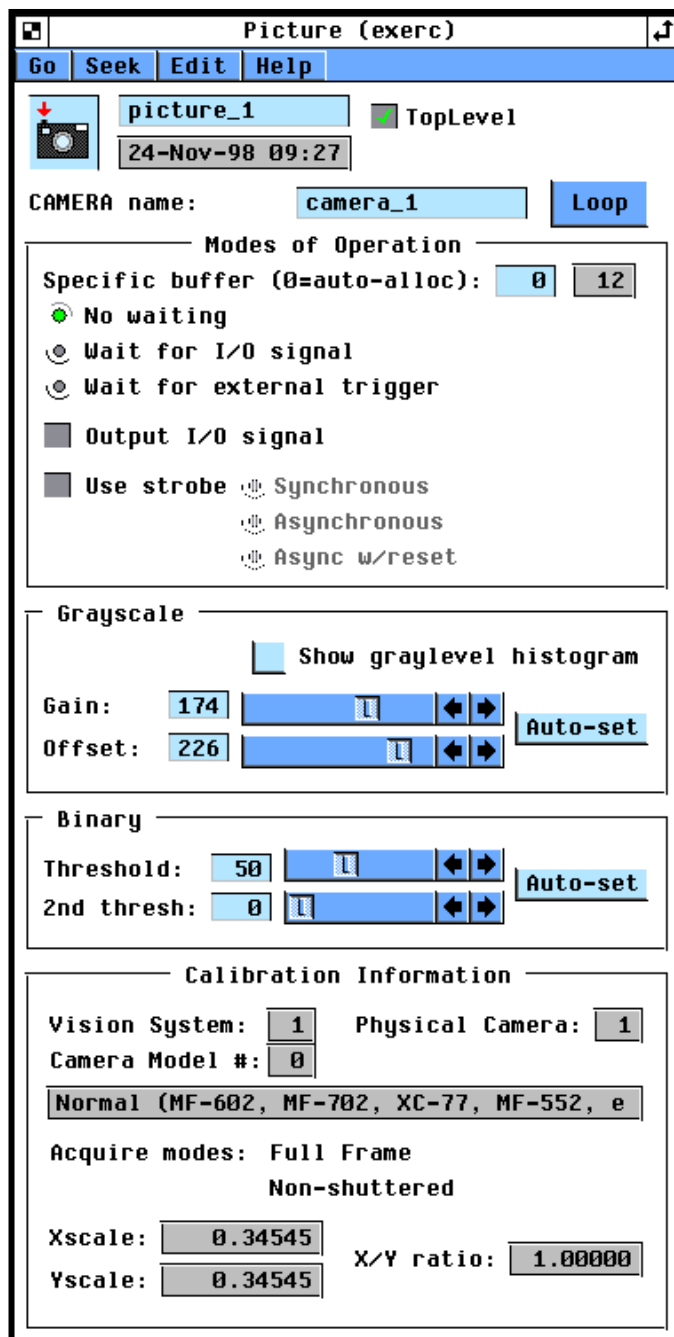 Picture (exerc)
Go Seek Edit Help
picture_1 TopLevel
24-Nov-98 09:27
CAMERA name: camera_1 Loop
Modes of Operation
Specific buffer (0=auto-alloc): 0 12
No waiting
Wait for I/O signal
Wait for external trigger
Output I/O signal
Use strobe Synchronous
Asynchronous
Async w/reset
Grayscale
Show graylevel histogram
Gain: 174
Auto-set
Offset: 226
Binary
Threshold: 50
Auto-set
2nd thresh: 0
Calibration Information
Vision System: 1 Physical Camera: 1
Camera Model #: 0
Normal (MF-602, MF-702, XC-77, MF-552, e
Acquire modes: Full Frame
Non-shuttered
Xscale: 0.34545
X/Y ratio: 1.00000
Yscale: 0.34545